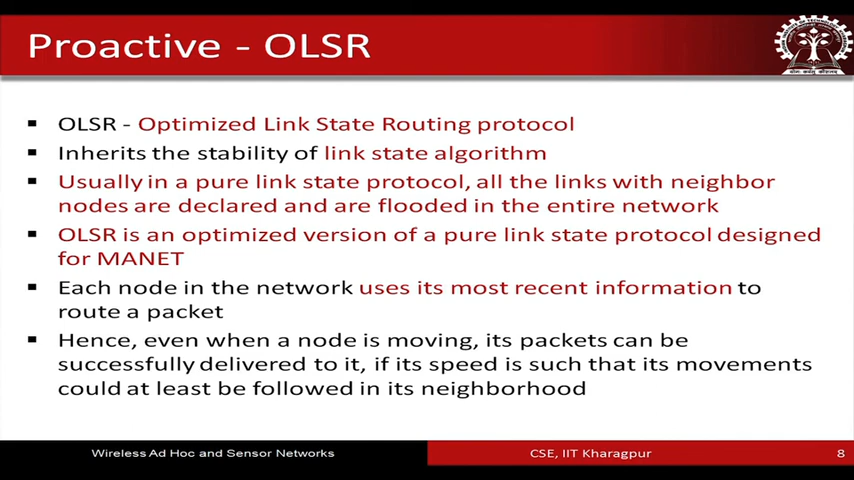 Proactive - OLSR
OLSR - Optimized Link State Routing protocol
Inherits the stability of link state algorithm
Usually in a pure link state protocol, all the links with neighbor
nodes are declared and are flooded in the entire network
OLSR is an optimized version of a pure link state protocol designed
for MANET
Each node in the network uses its most recent information to
route a packet
Hence, even when a node is moving, its packets can be
successfully delivered to it, if its speed is such that its movements
could at least be followed in its neighborhood
Wireless Ad Hoc and Sensor Networks
CSE, IIT Kharagpur
8